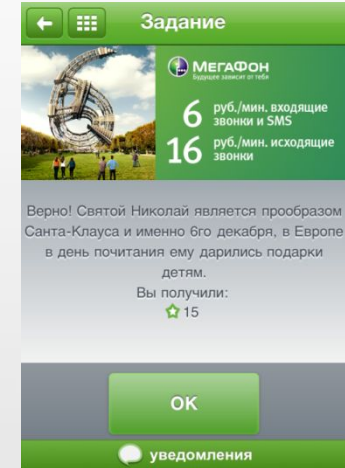 Задание
МЕГАФОН
Будущее зависит от тебя
6 руб./мин. входящие звонки и SMS
16 руб./мин. исходящие звонки
Верно! Святой Николай является прообразом
Санта-Клауса и именно 6го декабря, в Европе
в день почитания ему дарились подарки
детям.
Вы получили:
15
OK
уведомления